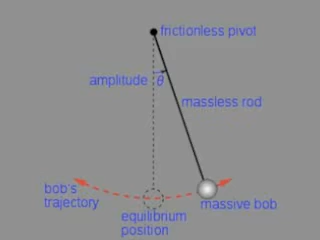 frictionless pivot
amplitude θ
massless rod
bob's
trajectory
massive bob
equilibrium
position